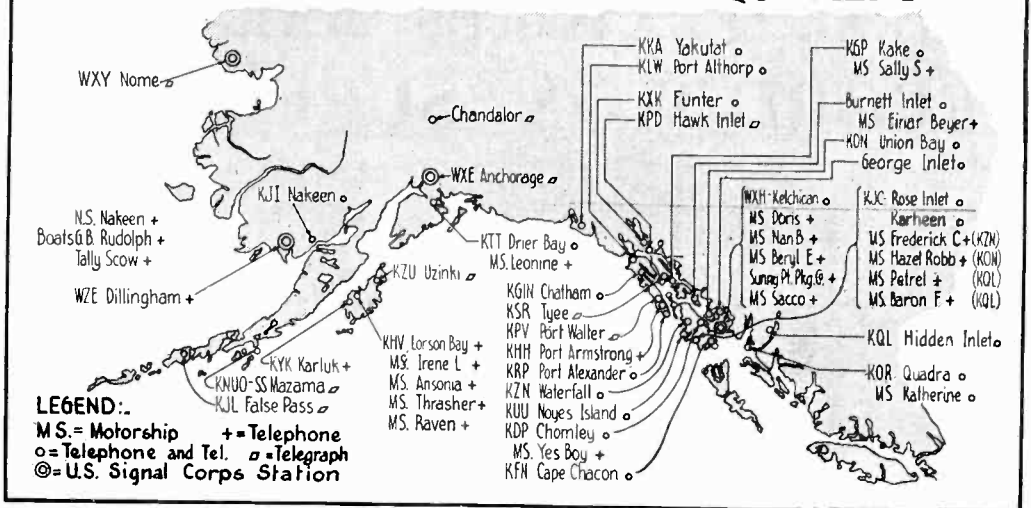 WXY Nome ▱
Chandalor ▱
WXE Anchorage ▱
KJI Nakeen o
N.S. Nakeen +
Boats G.B. Rudolph +
Tally Scow +
WZE Dillingham +
KTT Drier Bay o
M.S. Leonine +
KZU Uzinki ▱
KYK Karluk +
KNUO-SS Mazama ▱
KJL False Pass ▱
KHV Lorson Bay +
M.S. Irene L +
MS. Ansonia +
MS. Thrasher +
MS. Raven +
KKA Yakutat o
KLW Port Althorp o
KXK Funter o
KPD Hawk Inlet ▱
KGIN Chatham o
KSR Tyee ▱
KPV Port Walter ▱
KHH Port Armstrong +
KRP Port Alexander o
KZN Waterfall o
KUU Noyes Island o
KDP Chomley o
MS. Yes Boy +
KFN Cape Chacon o
KGP Kake o
MS Sally S +
Burnett Inlet o
MS Einar Beyer +
KON Union Bay o
George Inlet o
WXH-Ketchican o
MS Doris +
MS Nan B +
MS Beryl E +
Pt. Pkg.
MS Sacco +
KJC- Rose Inlet o
Karheen o
MS Frederick C + (KZN)
MS Hazel Robb + (KON)
MS Petrel + (KQL)
MS. Baron F + (KQL)
KQL Hidden Inlet o
KOR Quadra o
MS Katherine o
LEGEND:-
M.S. = Motorship + = Telephone
o = Telephone and Tel. ▱ = Telegraph
◎ = U.S. Signal Corps Station